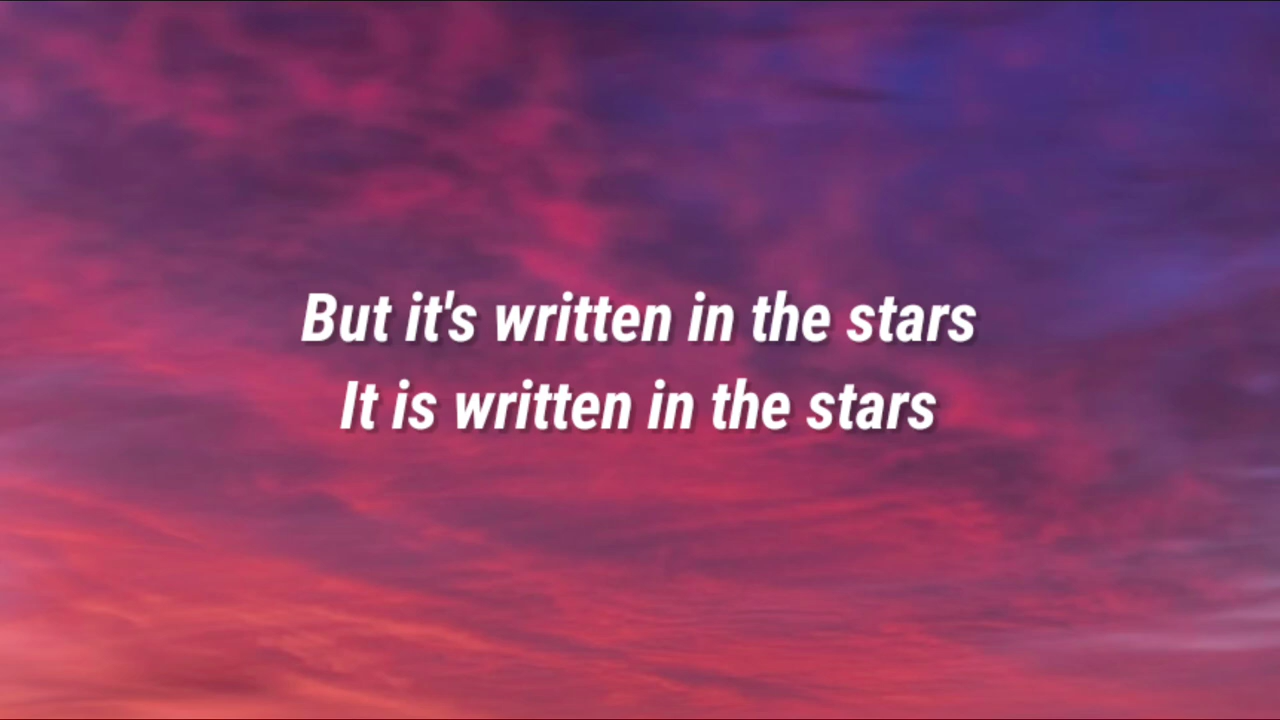 But it's written in the stars
It is written in the stars